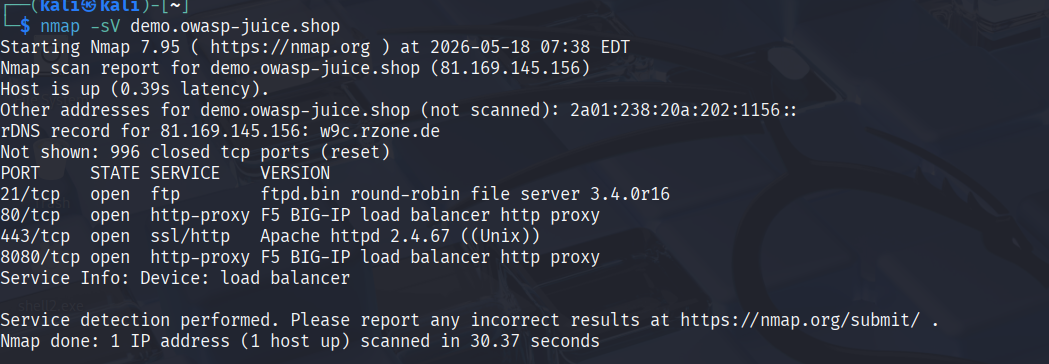 ┌──(kali㉿kali)-[~]
└─$ nmap -sV demo.owasp-juice.shop
Starting Nmap 7.95 ( https://nmap.org ) at 2026-05-18 07:38 EDT
Nmap scan report for demo.owasp-juice.shop (81.169.145.156)
Host is up (0.39s latency).
Other addresses for demo.owasp-juice.shop (not scanned): 2a01:238:20a:202:1156::
rDNS record for 81.169.145.156: w9c.rzone.de
Not shown: 996 closed tcp ports (reset)
PORT     STATE SERVICE    VERSION
21/tcp   open  ftp        ftpd.bin round-robin file server 3.4.0r16
80/tcp   open  http-proxy F5 BIG-IP load balancer http proxy
443/tcp  open  ssl/http   Apache httpd 2.4.67 ((Unix))
8080/tcp open  http-proxy F5 BIG-IP load balancer http proxy
Service Info: Device: load balancer

Service detection performed. Please report any incorrect results at https://nmap.org/submit/ .
Nmap done: 1 IP address (1 host up) scanned in 30.37 seconds